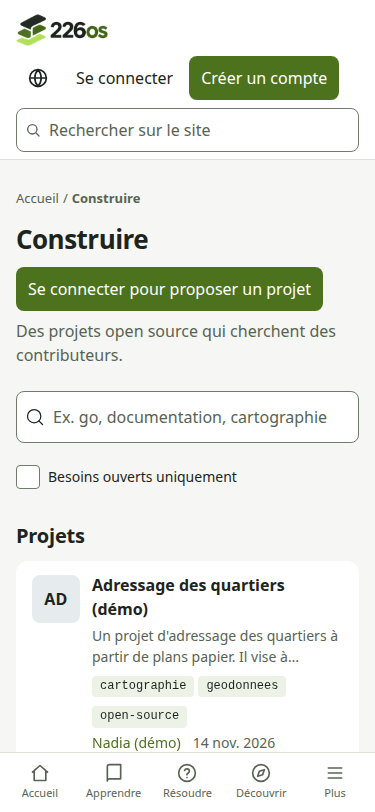 226os
Se connecter
Créer un compte
Rechercher sur le site
Accueil / Construire
Construire
Se connecter pour proposer un projet
Des projets open source qui cherchent des
contributeurs.
Ex. go, documentation, cartographie
Besoins ouverts uniquement
Projets
AD
Adressage des quartiers
(démo)
Un projet d'adressage des quartiers à
partir de plans papier. Il vise à...
cartographie geodonnees
open-source
Nadia (démo) 14 nov. 2026
Accueil Apprendre Résoudre Découvrir Plus